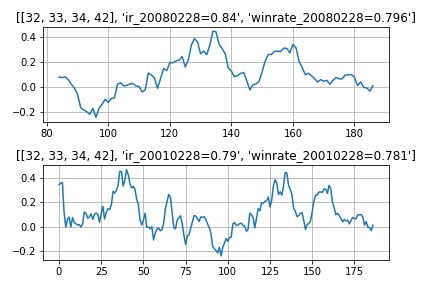 [[32, 33, 34, 42], 'ir_20080228=0.84', 'winrate_20080228=0.796']
0.4
0.2
0.0
−0.2
80 100 120 140 160 180
[[32, 33, 34, 42], 'ir_20010228=0.79', 'winrate_20010228=0.781']
0.4
0.2
0.0
−0.2
0 25 50 75 100 125 150 175